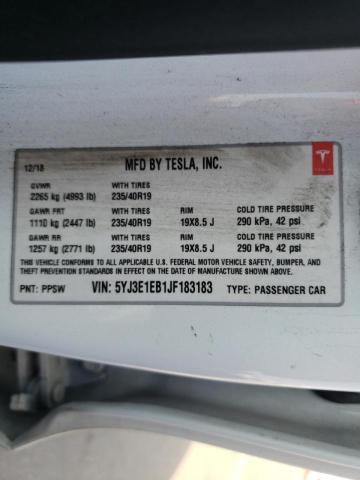 12/18 MFD BY TESLA, INC.
GVWR WITH TIRES
2265 kg (4993 lb) 235/40R19
GAWR FRT WITH TIRES RIM COLD TIRE PRESSURE
1110 kg (2447 lb) 235/40R19 19X8.5 J 290 kPa, 42 psi
GAWR RR WITH TIRES RIM COLD TIRE PRESSURE
1257 kg (2771 lb) 235/40R19 19X8.5 J 290 kPa, 42 psi
THIS VEHICLE CONFORMS TO ALL APPLICABLE U.S. FEDERAL MOTOR VEHICLE SAFETY, BUMPER, AND
THEFT PREVENTION STANDARDS IN EFFECT ON THE DATE OF MANUFACTURE SHOWN ABOVE.
PNT: PPSW VIN: 5YJ3E1EB1JF183183 TYPE: PASSENGER CAR